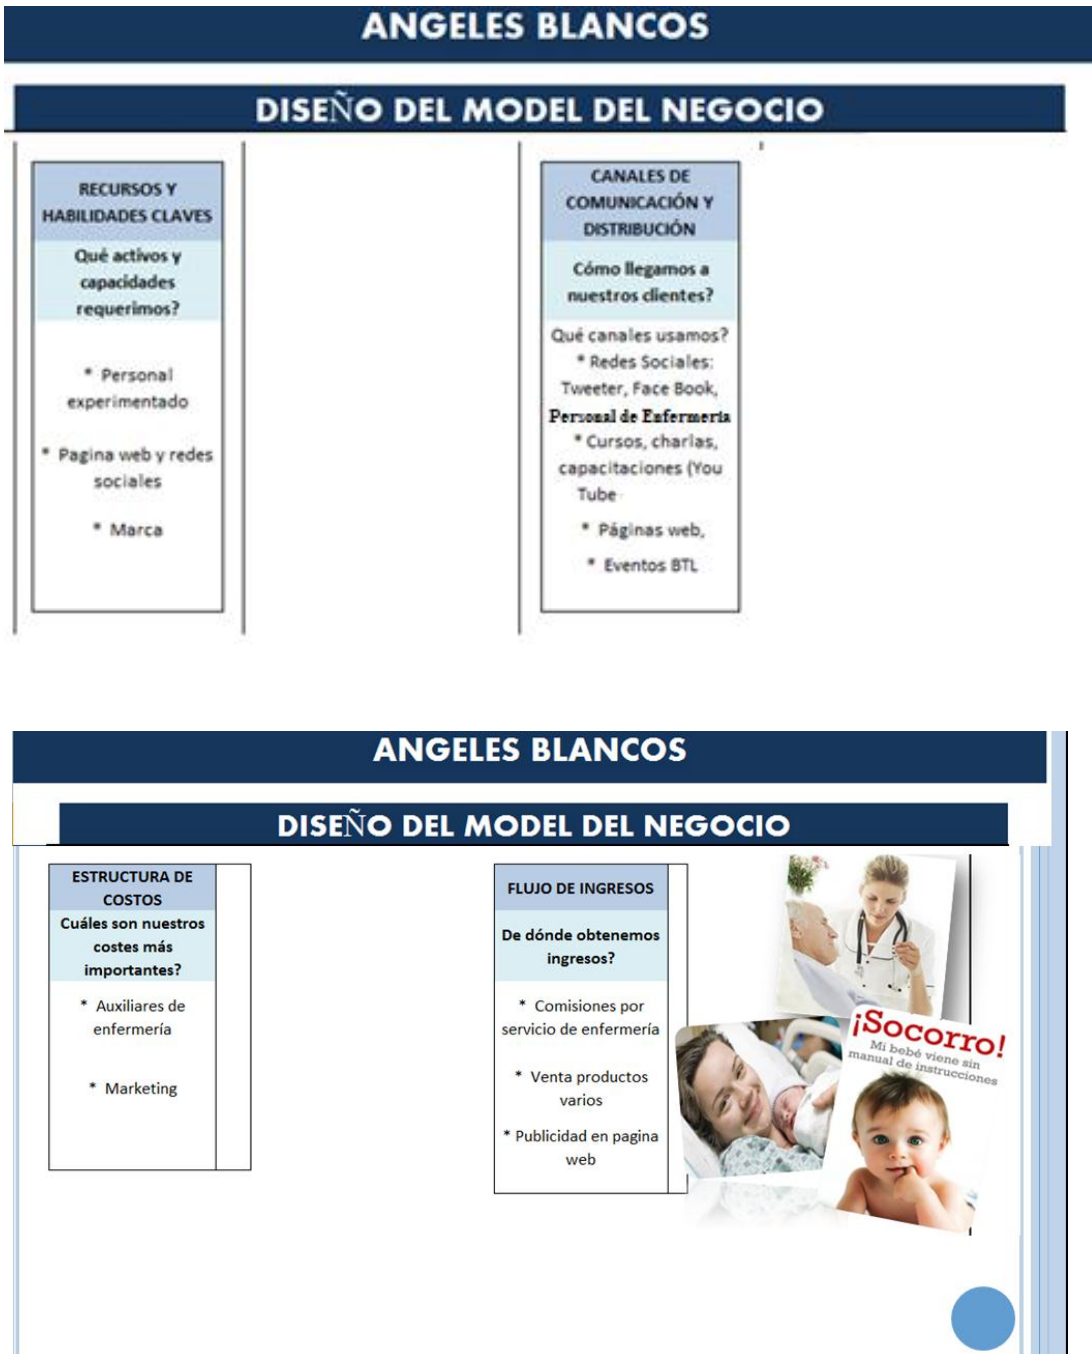 ANGELES BLANCOS
DISEÑO DEL MODEL DEL NEGOCIO
RECURSOS Y
HABILIDADES CLAVES
Qué activos y
capacidades
requerimos?
* Personal
experimentado
* Pagina web y redes
sociales
* Marca
CANALES DE
COMUNICACIÓN Y
DISTRIBUCIÓN
Cómo llegamos a
nuestros clientes?
Qué canales usamos?
* Redes Sociales:
Tweeter, Face Book,
Personal de Enfermeria
* Cursos, charlas,
capacitaciones (You
Tube
* Páginas web,
* Eventos BTL
ANGELES BLANCOS
DISEÑO DEL MODEL DEL NEGOCIO
ESTRUCTURA DE
COSTOS
Cuáles son nuestros
costes más
importantes?
* Auxiliares de
enfermería
* Marketing
FLUJO DE INGRESOS
De dónde obtenemos
ingresos?
* Comisiones por
servicio de enfermería
* Venta productos
varios
* Publicidad en pagina
web
¡Socorro!
Mi bebé viene sin
manual de instrucciones